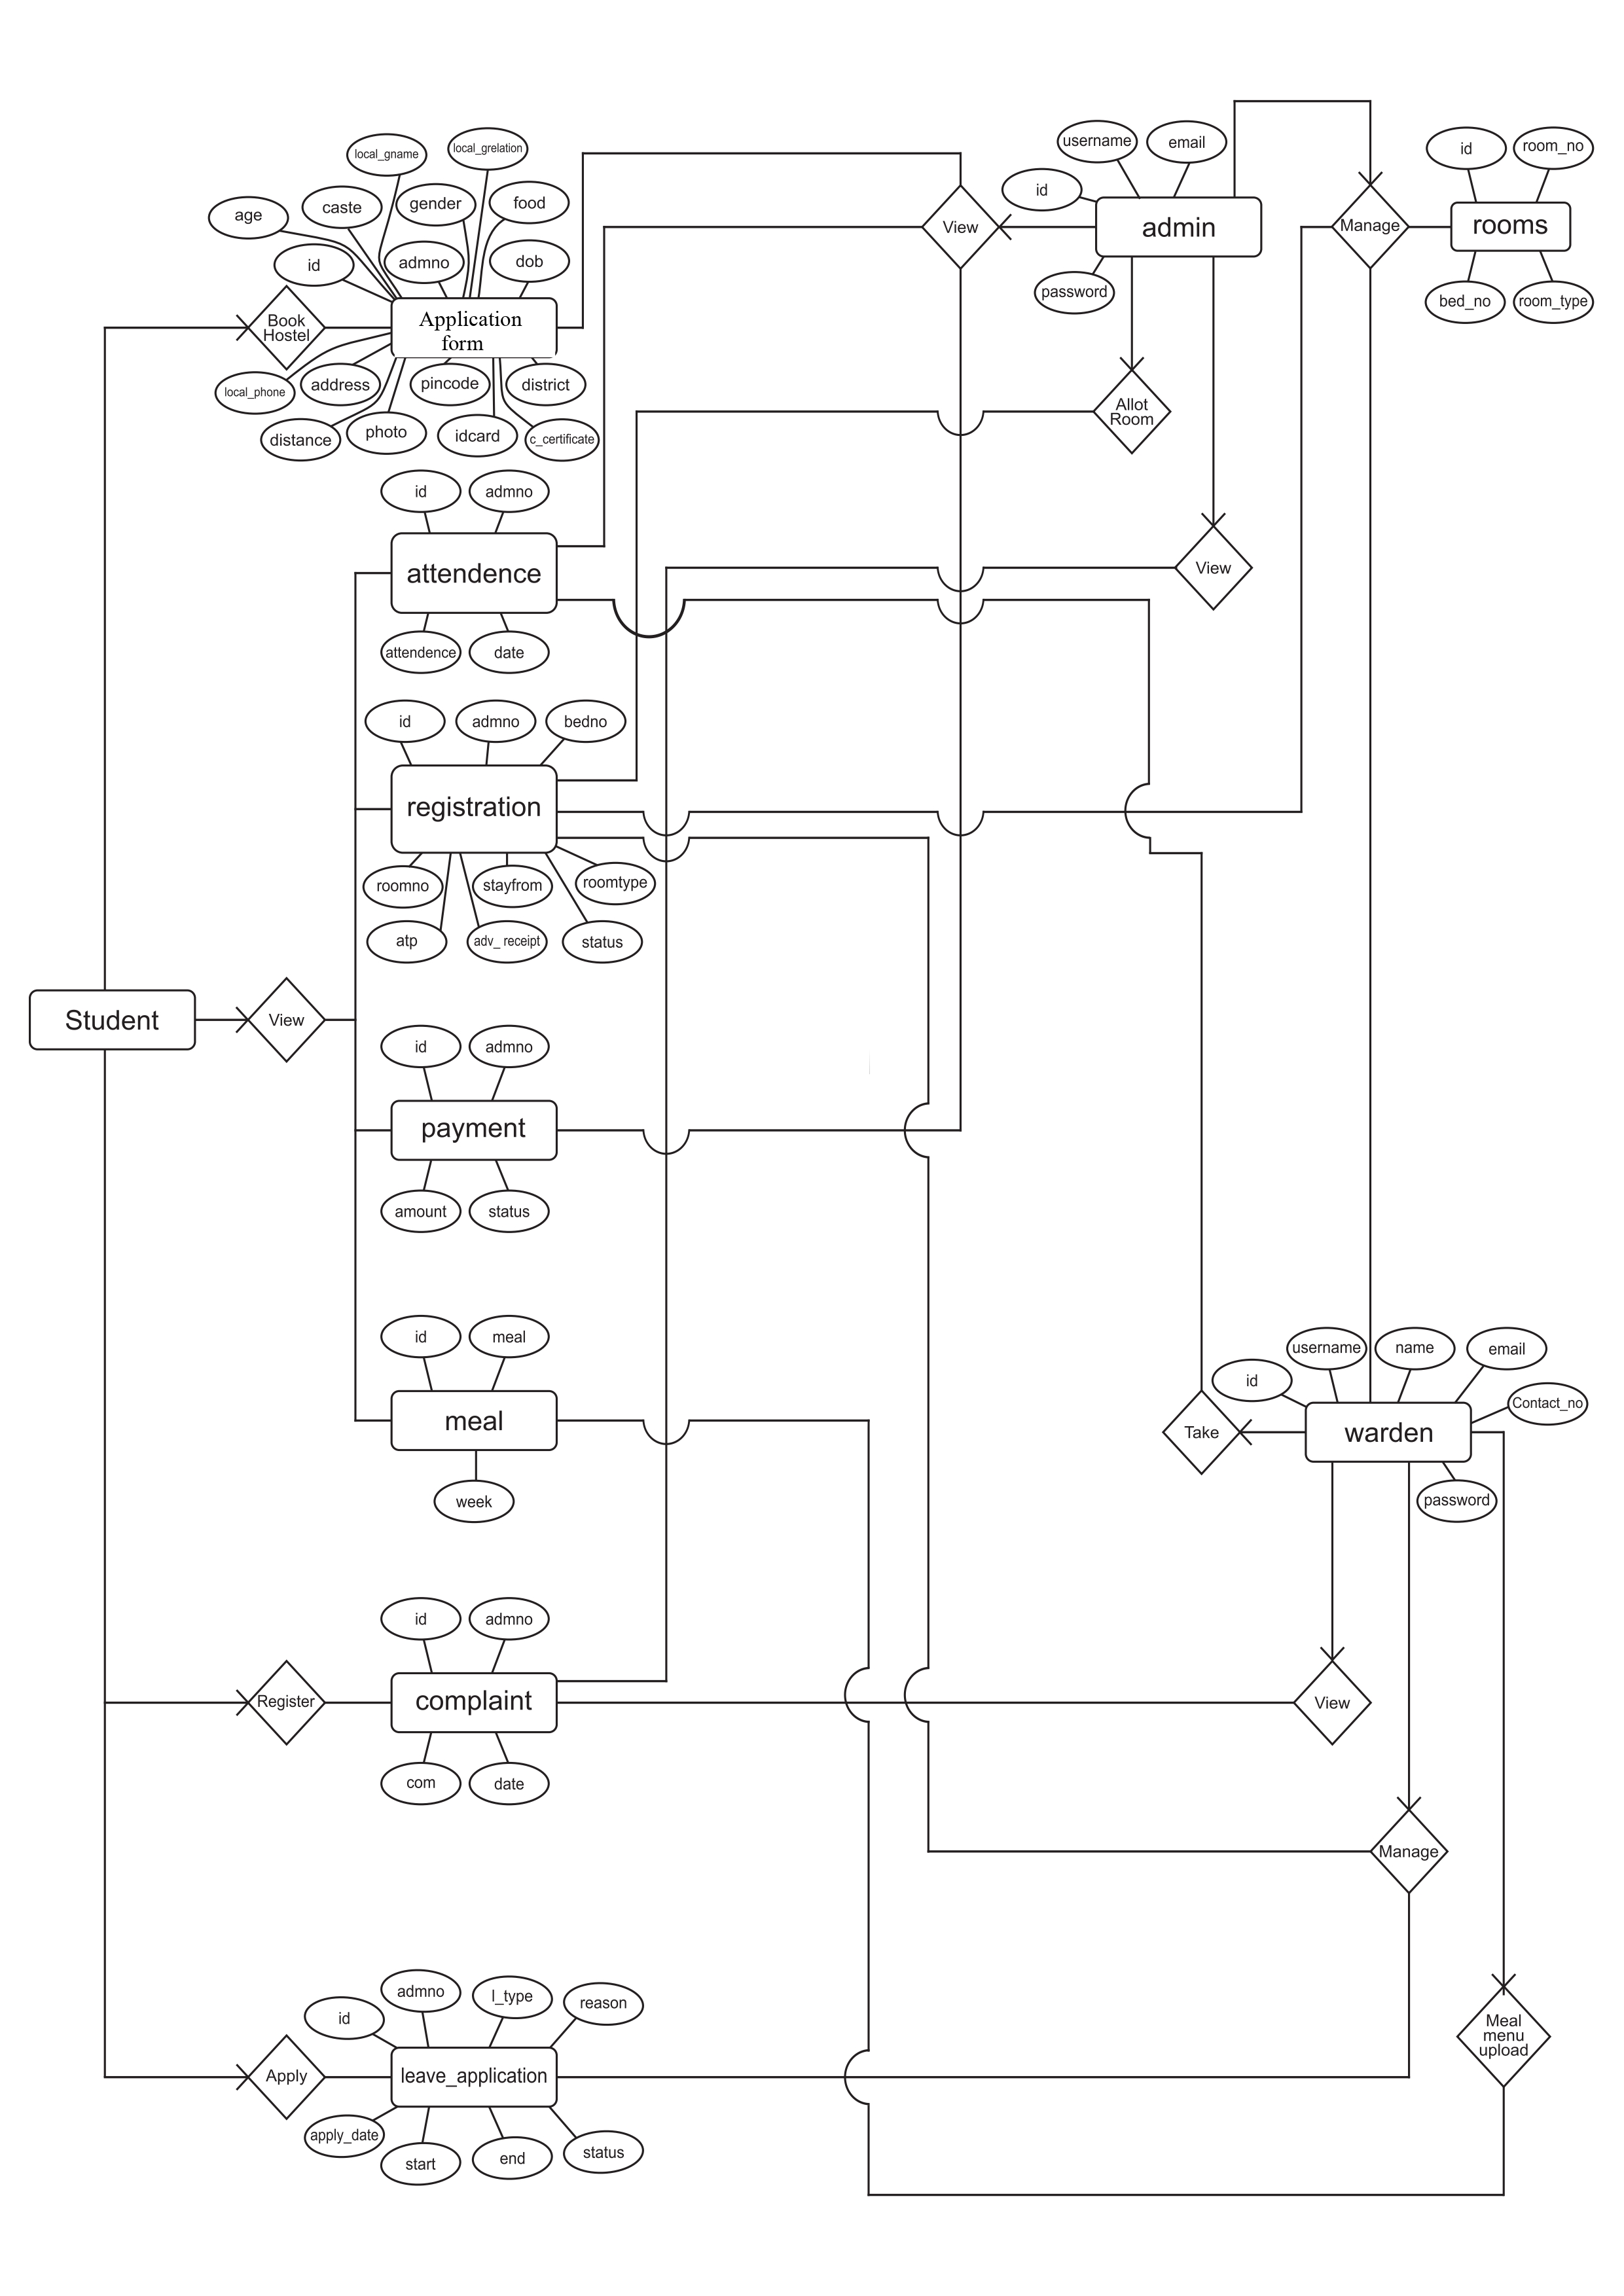 local_gname
local_grelation
age
caste
gender
food
id
admno
dob
Book
Hostel
Application
form
local_phone
address
pincode
district
distance
photo
idcard
c_certificate
username
email
id
View
admin
password
Manage
id
room_no
rooms
bed_no
room_type
Allot
Room
View
id
admno
attendence
attendence
date
id
admno
bedno
registration
roomno
stayfrom
roomtype
atp
adv_ receipt
status
Student
View
id
admno
payment
amount
status
id
meal
meal
week
username
name
email
id
Contact_no
Take
warden
password
id
admno
Register
complaint
View
com
date
Manage
Meal
menu
upload
id
admno
l_type
reason
Apply
leave_application
apply_date
start
end
status